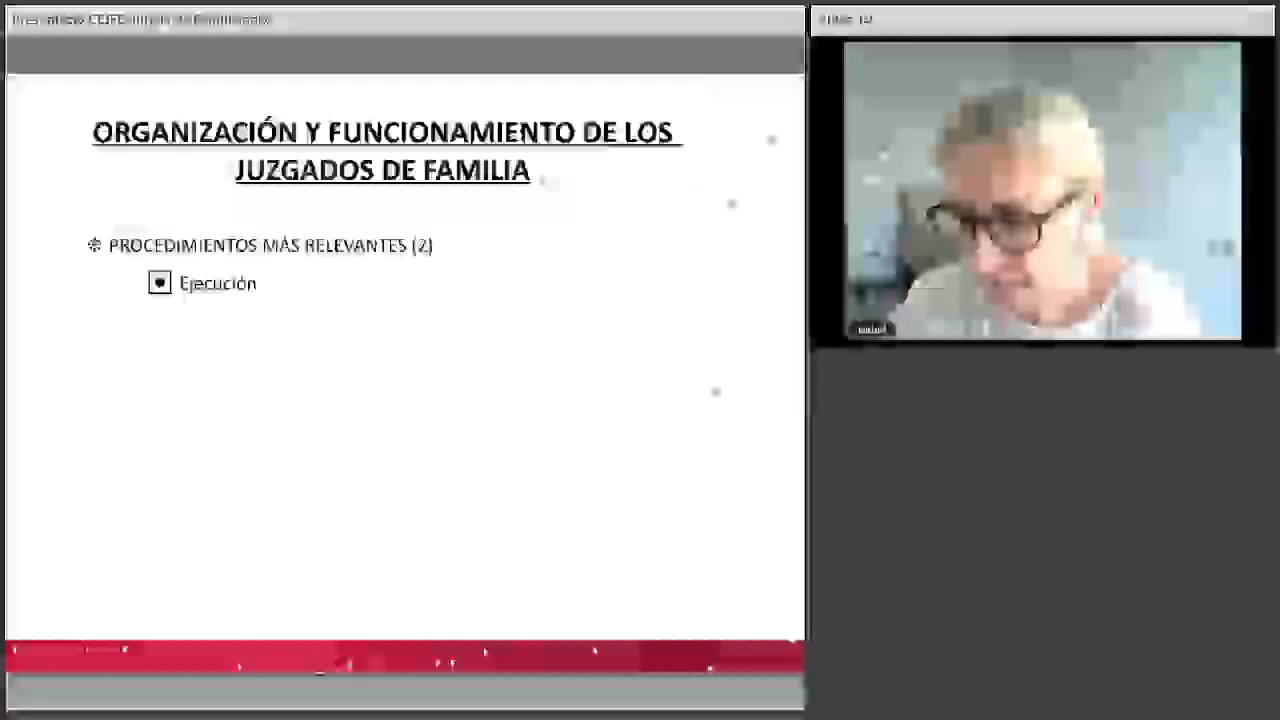 ORGANIZACIÓN Y FUNCIONAMIENTO DE LOS
JUZGADOS DE FAMILIA
PROCEDIMIENTOS MÁS RELEVANTES (2)
Ejecución